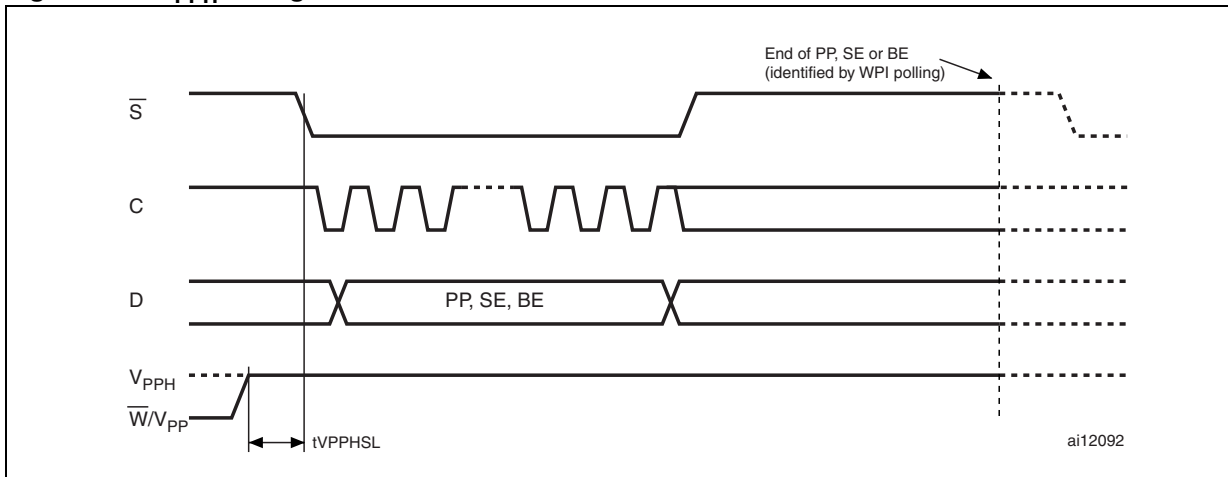 End of PP, SE or BE
(identified by WPI polling)
S
C
D
PP, SE, BE
VPPH
W/VPP
tVPPHSL
ai12092